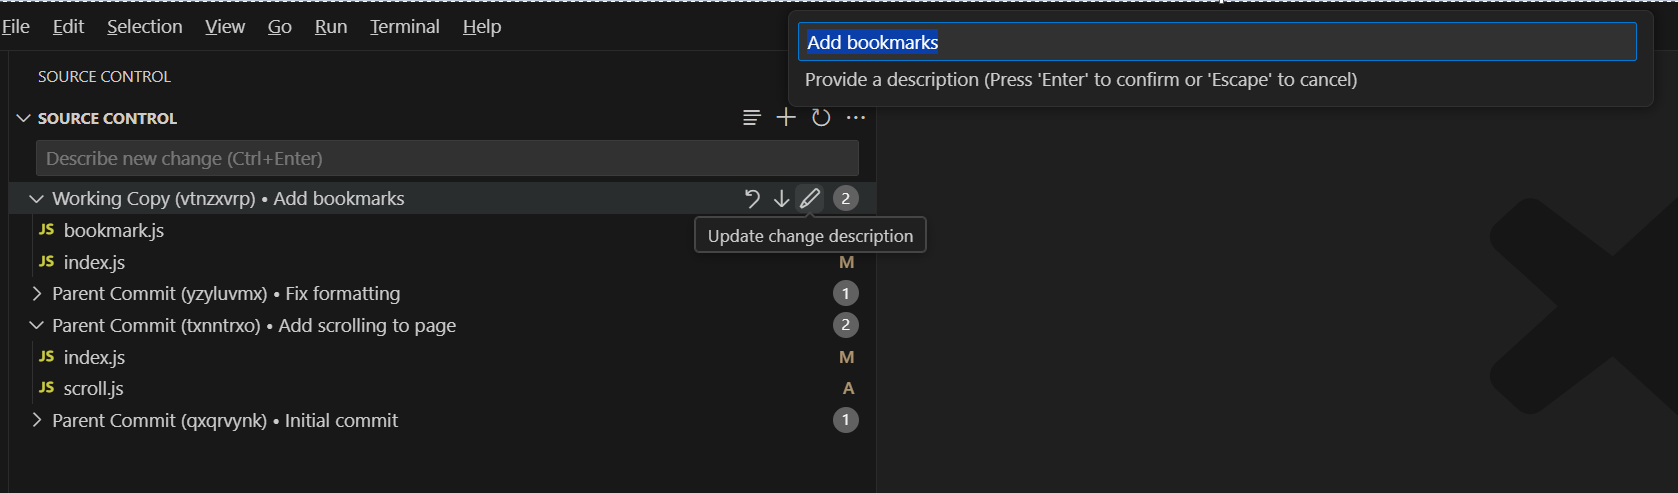 File Edit Selection View Go Run Terminal Help
Add bookmarks
Provide a description (Press 'Enter' to confirm or 'Escape' to cancel)
SOURCE CONTROL
SOURCE CONTROL
Describe new change (Ctrl+Enter)
Working Copy (vtnzxvrp) • Add bookmarks 2
JS bookmark.js
Update change description
JS index.js M
Parent Commit (yzyluvmx) • Fix formatting 1
Parent Commit (txnntrxo) • Add scrolling to page 2
JS index.js M
JS scroll.js A
Parent Commit (qxqrvynk) • Initial commit 1